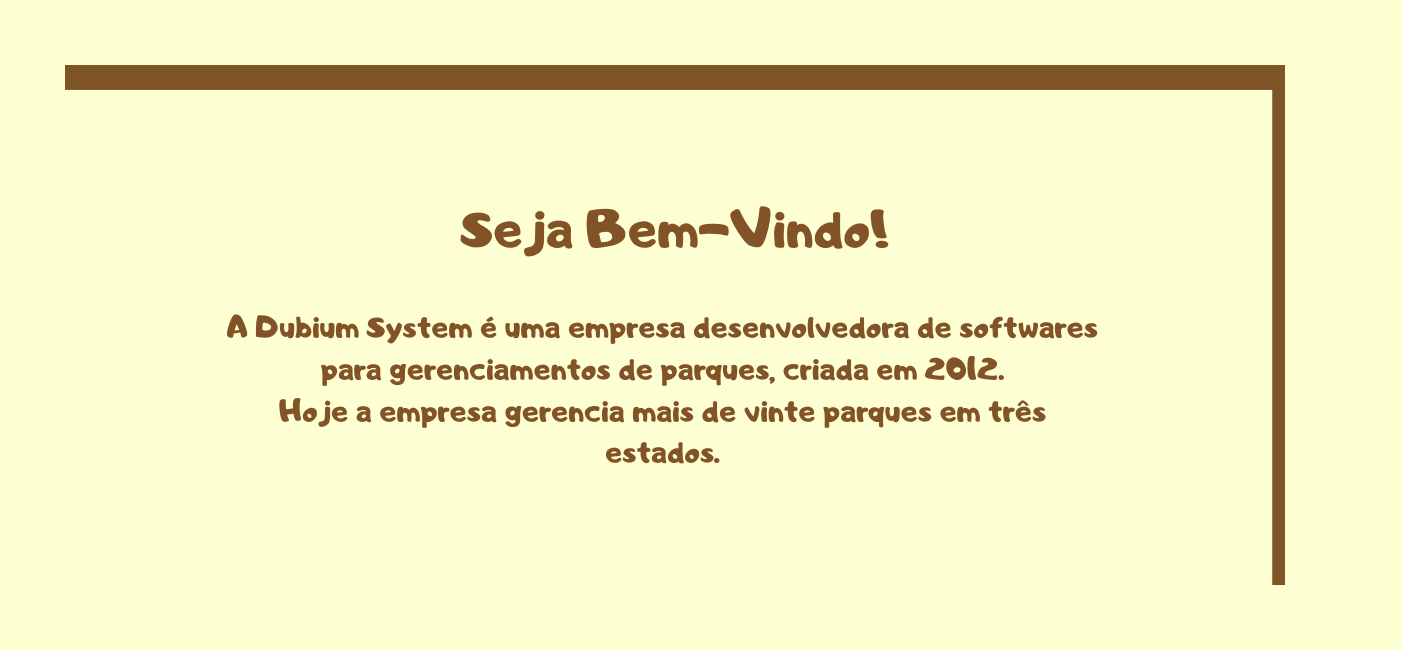 Seja Bem-Vindo!
A Dubium System é uma empresa desenvolvedora de softwares
para gerenciamentos de parques, criada em 2012.
Hoje a empresa gerencia mais de vinte parques em três
estados.